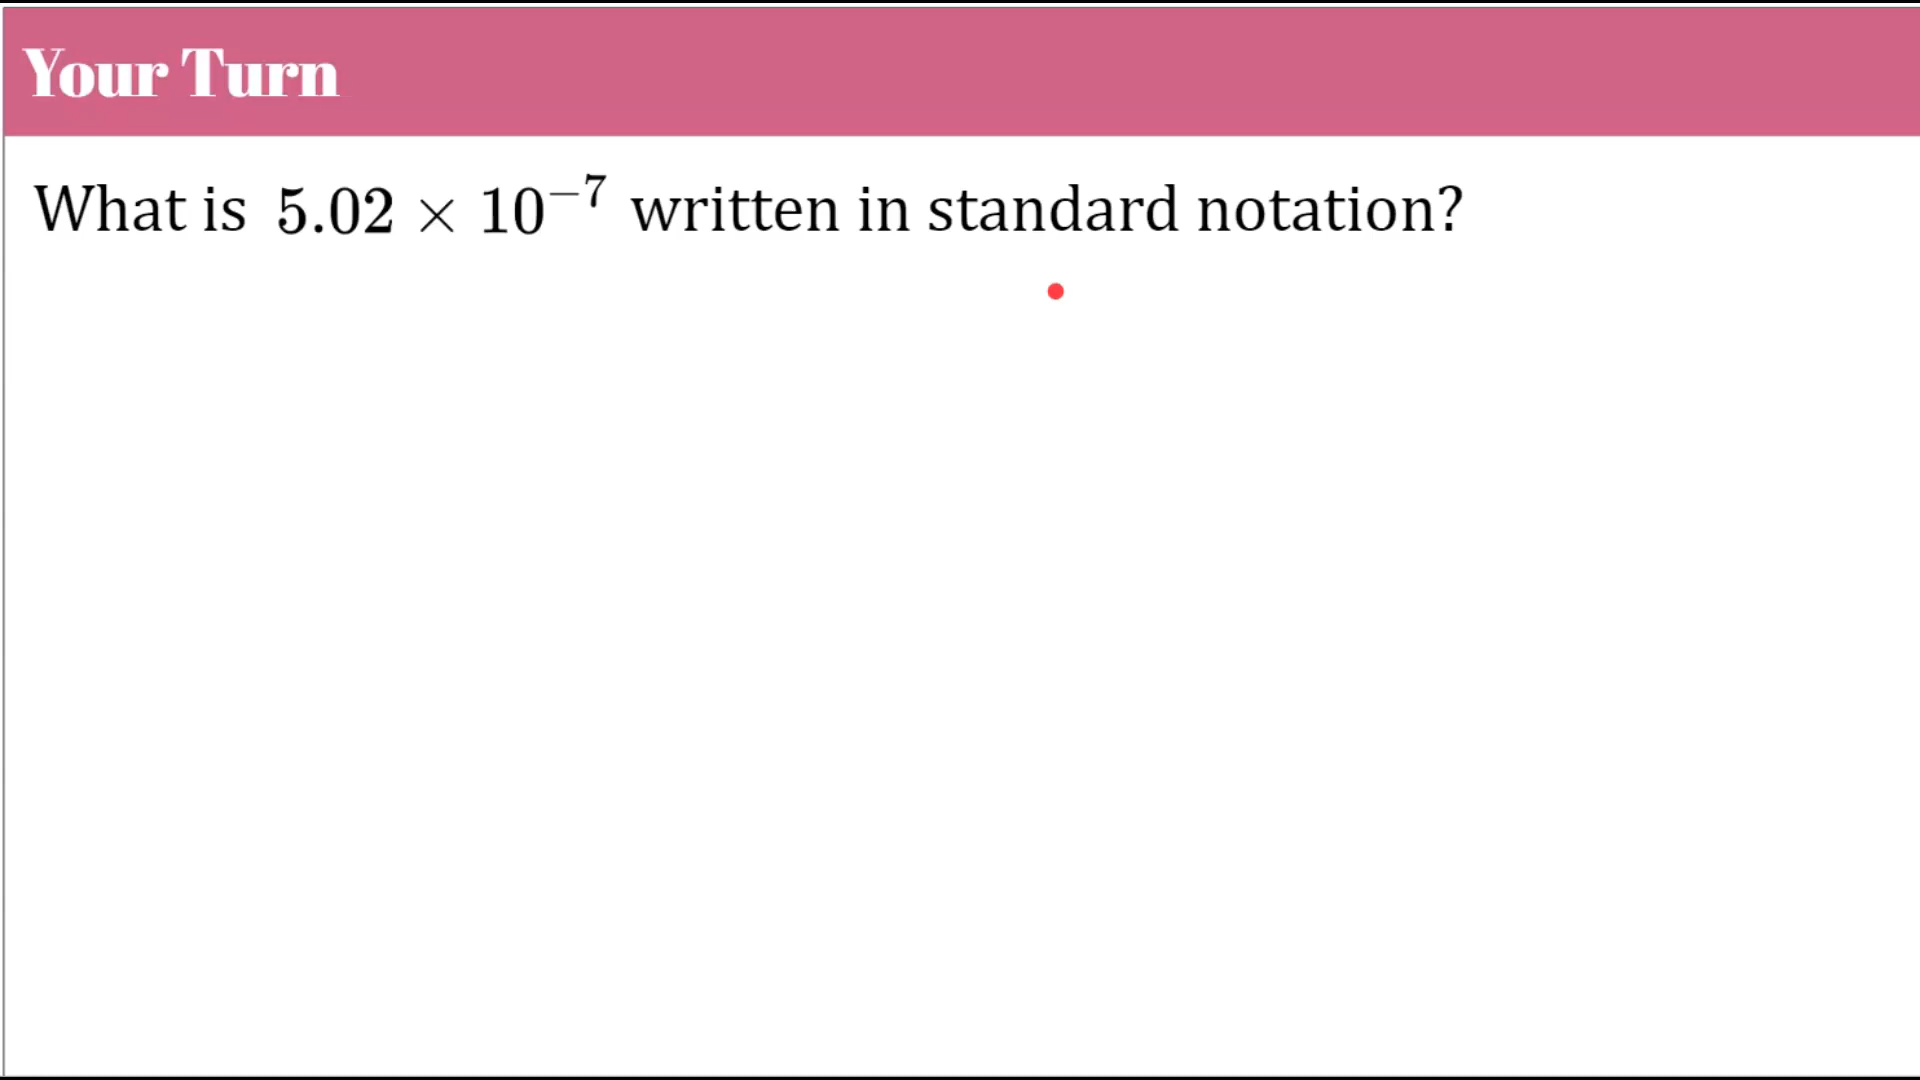 Your Turn
What is 5.02 × 10⁻⁷ written in standard notation?